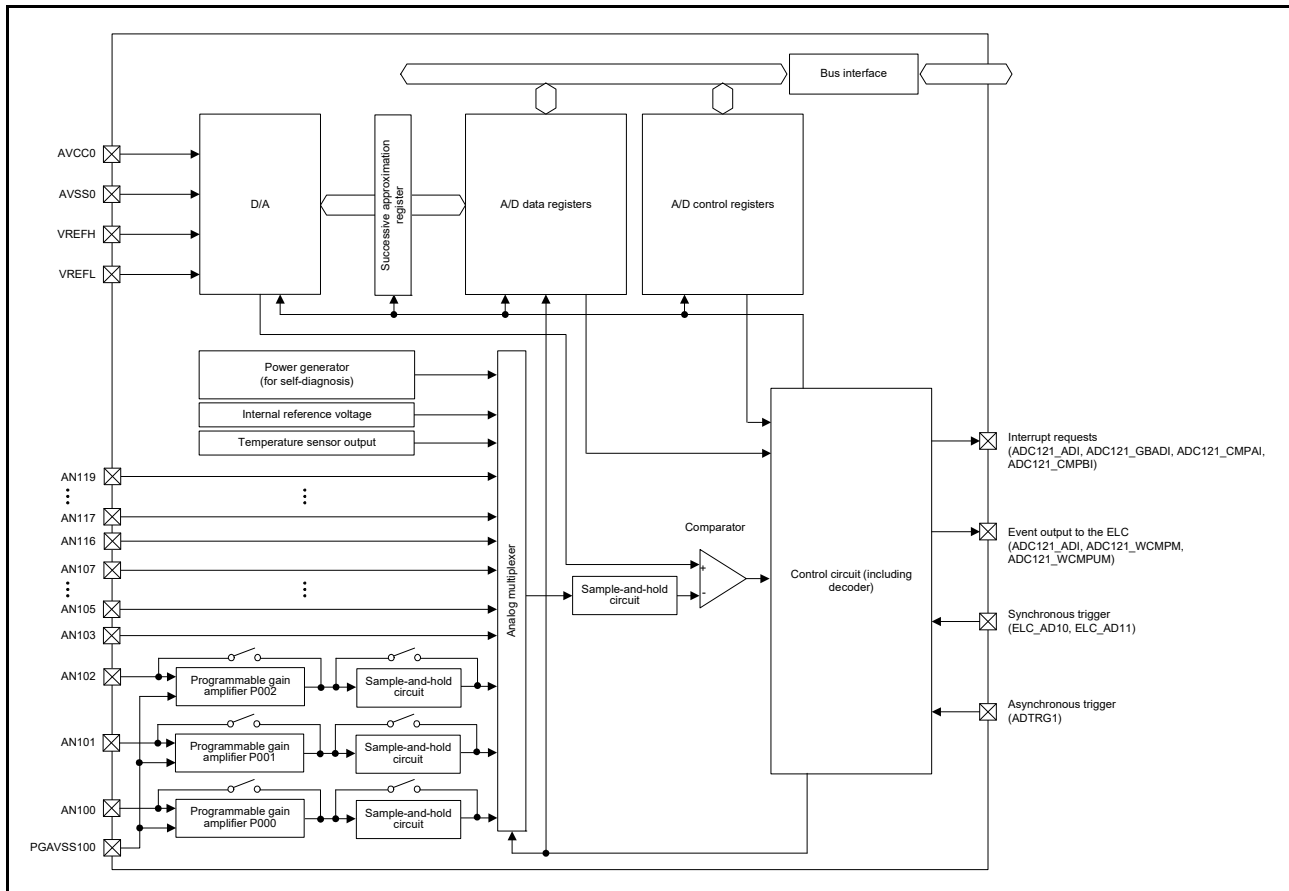 Bus interface
AVCC0
AVSS0
VREFH
VREFL
D/A
Successive approximation
register
A/D data registers
A/D control registers
Power generator
(for self-diagnosis)
Internal reference voltage
Temperature sensor output
AN119
AN117
AN116
AN107
AN105
AN103
AN102
AN101
AN100
PGAVSS100
Programmable gain
amplifier P002
Sample-and-hold
circuit
Programmable gain
amplifier P001
Sample-and-hold
circuit
Programmable gain
amplifier P000
Sample-and-hold
circuit
Analog multiplexer
Sample-and-hold
circuit
Comparator
+
-
Control circuit (including
decoder)
Interrupt requests
(ADC121_ADI, ADC121_GBADI, ADC121_CMPAI,
ADC121_CMPBI)
Event output to the ELC
(ADC121_ADI, ADC121_WCMPM,
ADC121_WCMPUM)
Synchronous trigger
(ELC_AD10, ELC_AD11)
Asynchronous trigger
(ADTRG1)